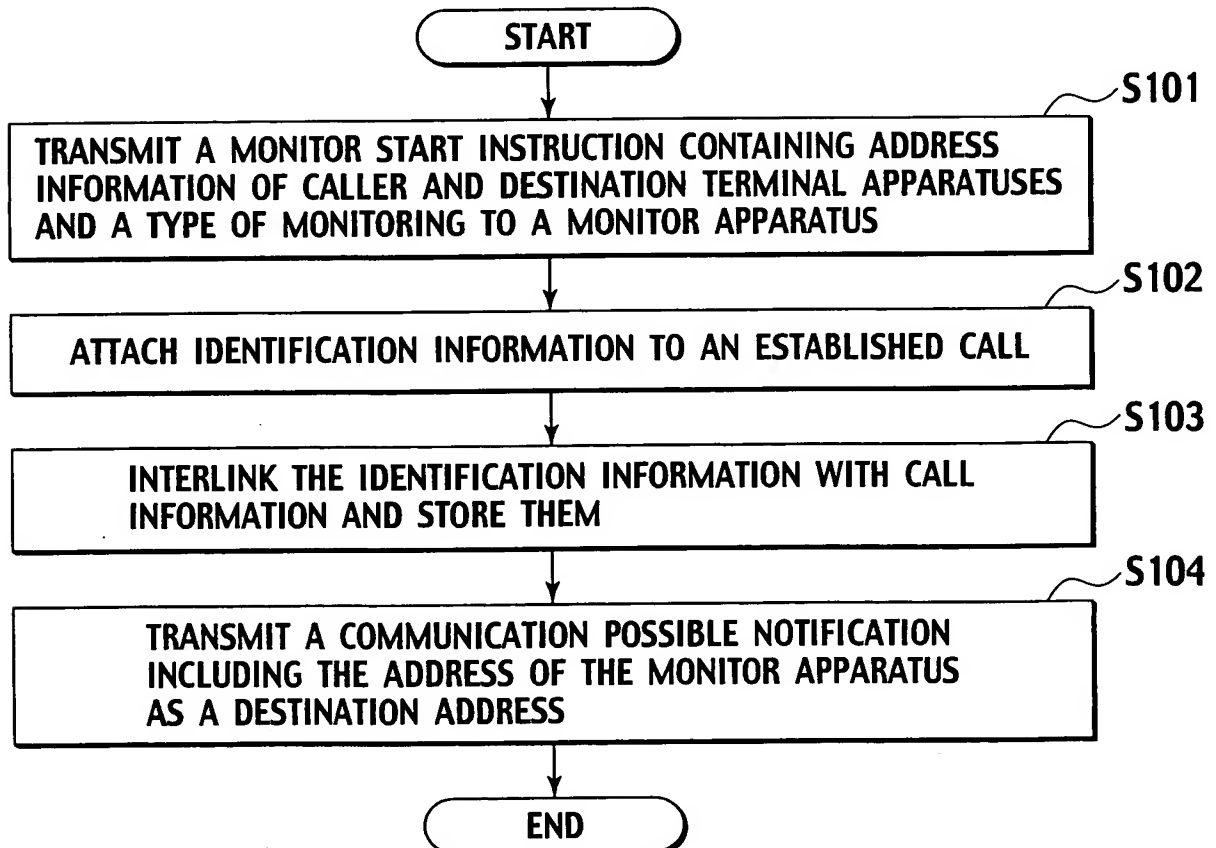 START
S101
TRANSMIT A MONITOR START INSTRUCTION CONTAINING ADDRESS
INFORMATION OF CALLER AND DESTINATION TERMINAL APPARATUSES
AND A TYPE OF MONITORING TO A MONITOR APPARATUS
S102
ATTACH IDENTIFICATION INFORMATION TO AN ESTABLISHED CALL
S103
INTERLINK THE IDENTIFICATION INFORMATION WITH CALL
INFORMATION AND STORE THEM
S104
TRANSMIT A COMMUNICATION POSSIBLE NOTIFICATION
INCLUDING THE ADDRESS OF THE MONITOR APPARATUS
AS A DESTINATION ADDRESS
END